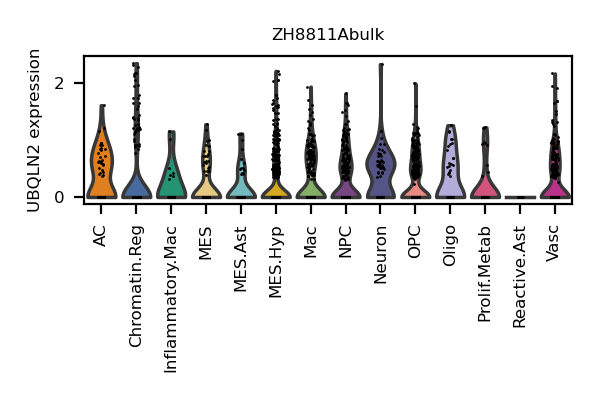 ZH8811Abulk
UBQLN2 expression
2
0
AC
Chromatin.Reg
Inflammatory.Mac
MES
MES.Ast
MES.Hyp
Mac
NPC
Neuron
OPC
Oligo
Prolif.Metab
Reactive.Ast
Vasc